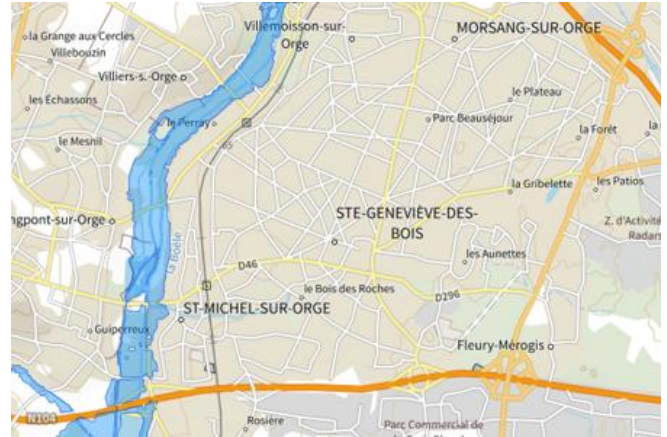 Villemoisson-sur-
Orge
MORSANG-SUR-ORGE
la Grange aux Cercles
Villebouzin
Villiers-s.-Orge
les Échassons
le Plateau
le Perray
Parc Beauséjour
la Forêt
la
le Mesnil
65
la Gribelette
les Patios
ngpont-sur-Orge
STE-GENEVIÈVE-DES-
BOIS
Z. d'Activité
Radars
la Boële
D46
les Aunettes
le Bois des Roches
D296
ST-MICHEL-SUR-ORGE
Guiperreux
Fleury-Mérogis
N104
Rosière
Parc Commercial de